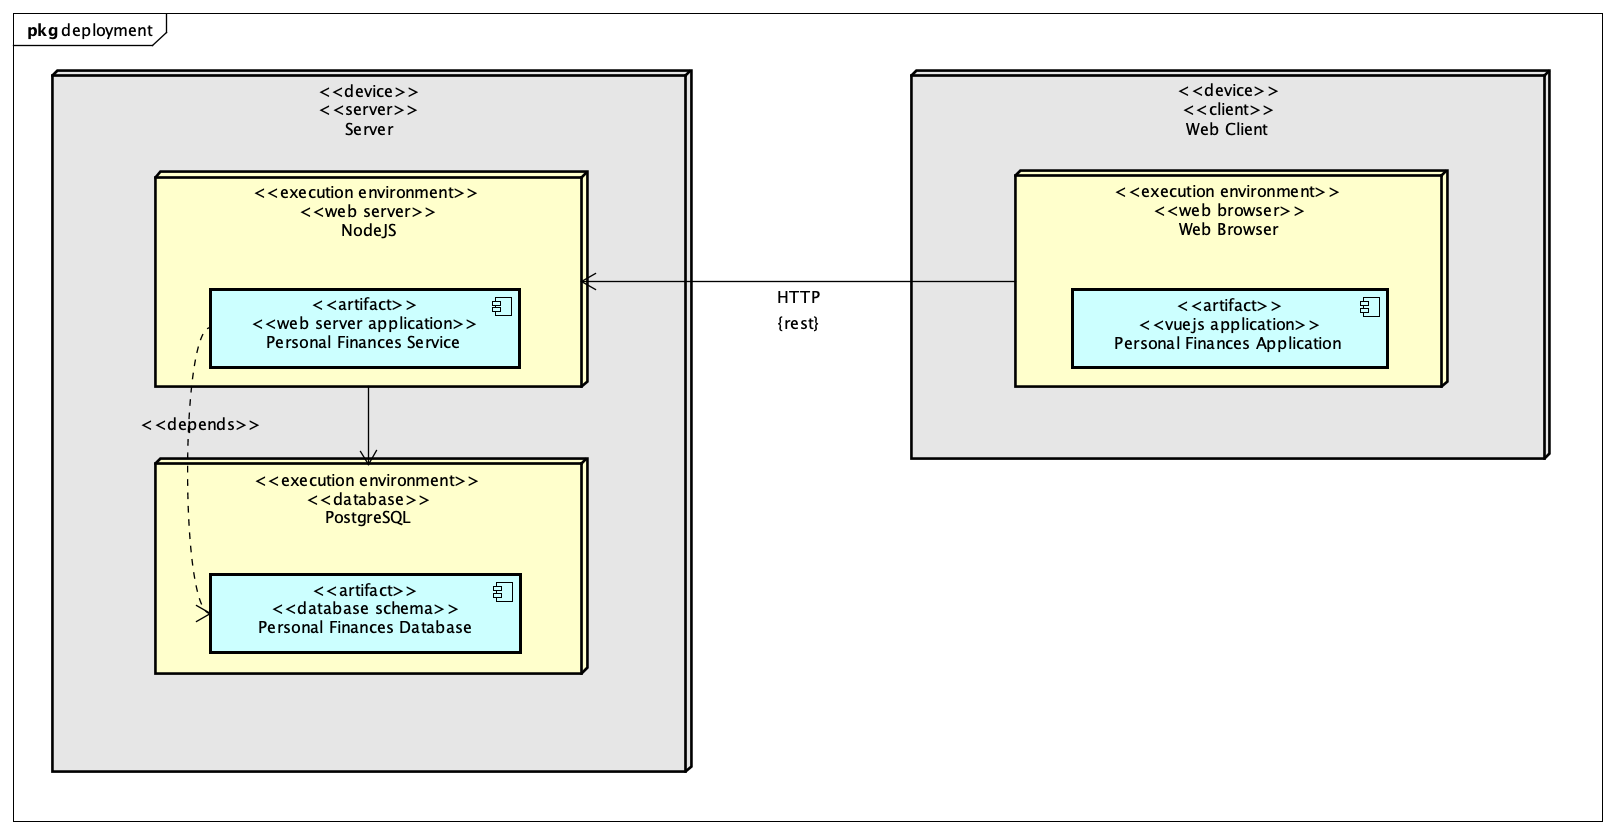 pkg deployment
<<device>>
<<server>>
Server
<<execution environment>>
<<web server>>
NodeJS
<<artifact>>
<<web server application>>
Personal Finances Service
<<depends>>
<<execution environment>>
<<database>>
PostgreSQL
<<artifact>>
<<database schema>>
Personal Finances Database
HTTP
{rest}
<<device>>
<<client>>
Web Client
<<execution environment>>
<<web browser>>
Web Browser
<<artifact>>
<<vuejs application>>
Personal Finances Application